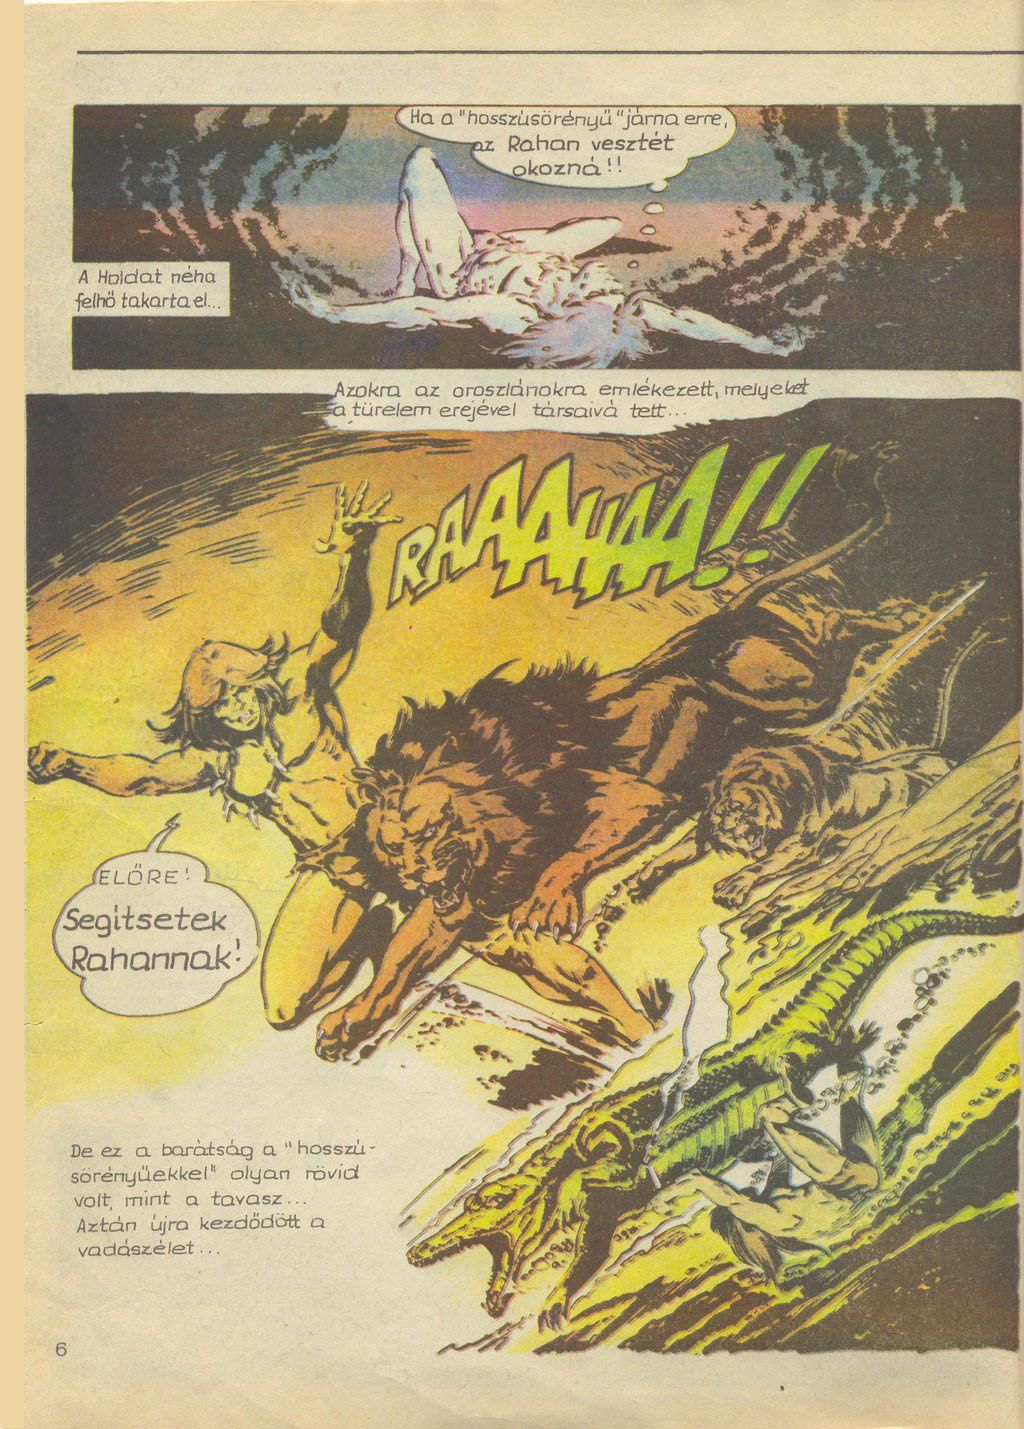 Ha a "hosszúsörényű" járna erre,
az Rahan vesztét
okozná!!
A Holdat néha
felhő takarta el...
Azokra az oroszlánokra emlékezett, melyeket
a türelem erejével társaivá tett...
RAAAAHAA!!
ELŐRE!
Segítsetek
Rahannak!
De ez a barátság a "hosszú-
sörényűekkel" olyan rövid
volt, mint a tavasz...
Aztán újra kezdődött a
vadászélet...
6